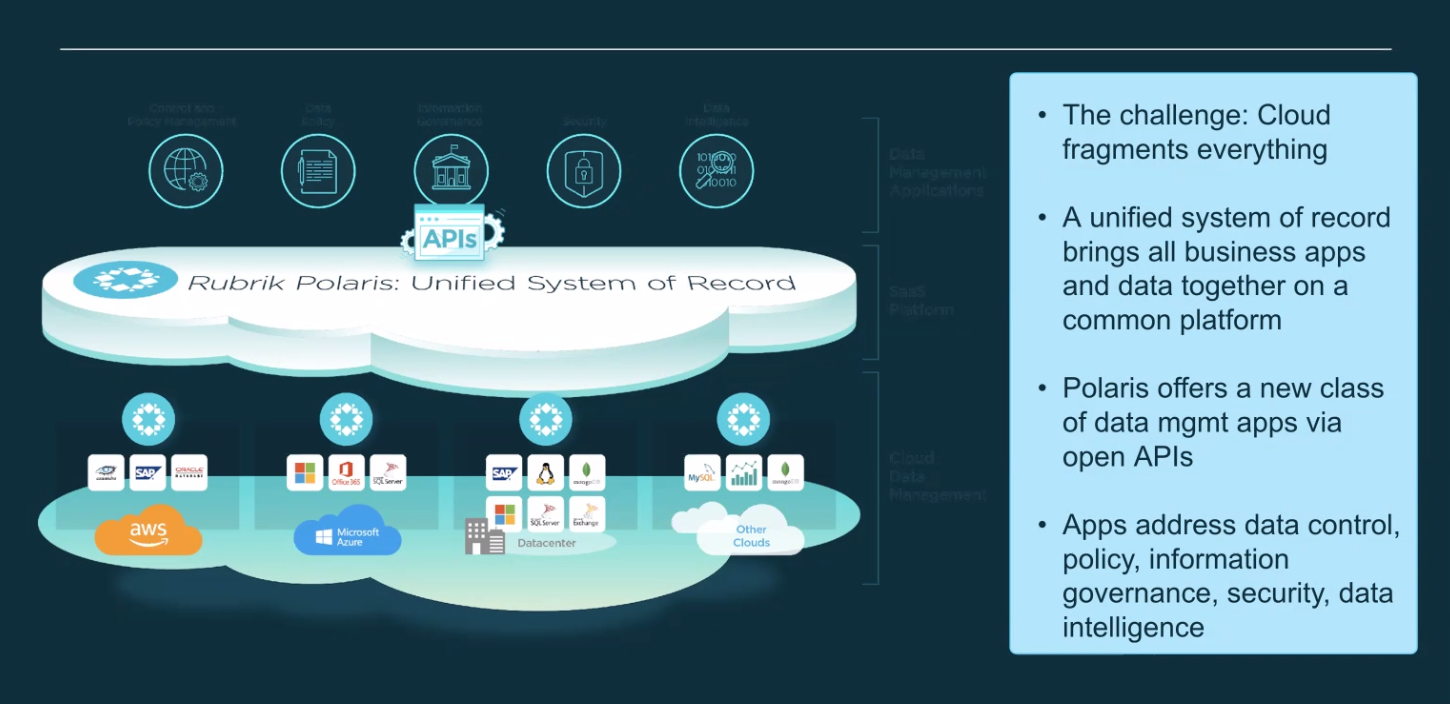 Control and
Policy Management
Data
Policy
Information
Governance
Security
Data
Intelligence
Data
Management
Applications
APIs
Rubrik Polaris: Unified System of Record
SaaS
Platform
Cloud
Data
Management
cassandra
SAP
ORACLE
DATABASE
Office 365
SQL Server
SAP
mongoDB
MySQL
mongoDB
SQL Server
Exchange
aws
Microsoft
Azure
Datacenter
Other
Clouds
• The challenge: Cloud
fragments everything
• A unified system of record
brings all business apps
and data together on a
common platform
• Polaris offers a new class
of data mgmt apps via
open APIs
• Apps address data control,
policy, information
governance, security, data
intelligence